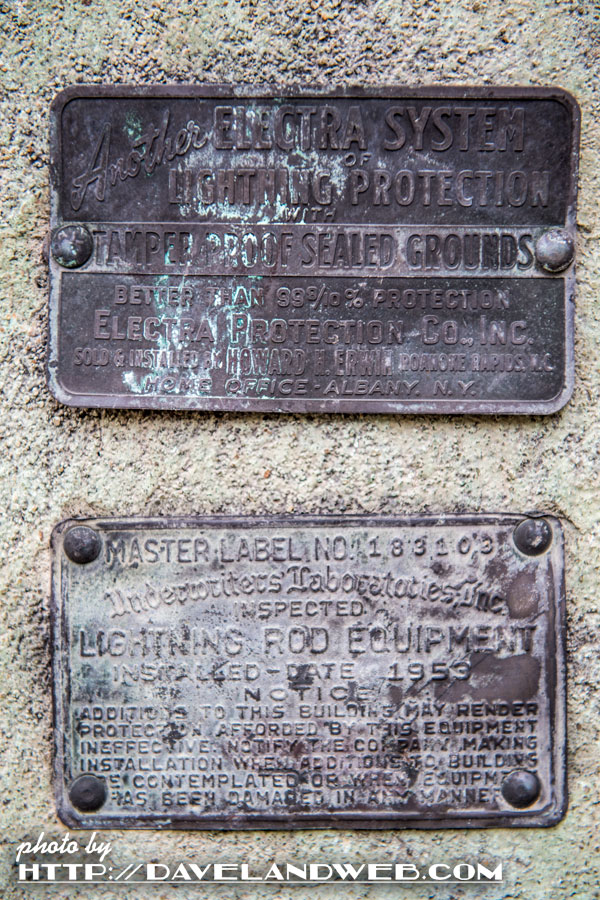 Another ELECTRA SYSTEM
OF
LIGHTNING PROTECTION
WITH
TAMPER PROOF SEALED GROUNDS
BETTER THAN 99 9/10 % PROTECTION
ELECTRA PROTECTION CO., INC.
SOLD & INSTALLED BY HOWARD H. ERWIN ROANOKE RAPIDS, N.C.
HOME OFFICE - ALBANY, N.Y.
MASTER LABEL NO. 183103
Underwriters' Laboratories, Inc.
INSPECTED
LIGHTNING ROD EQUIPMENT
INSTALLED-DATE 1953
NOTICE
ADDITIONS TO THIS BUILDING MAY RENDER
PROTECTION AFFORDED BY THIS EQUIPMENT
INEFFECTIVE. NOTIFY THE COMPANY MAKING
INSTALLATION WHEN ADDITIONS TO BUILDING
ARE CONTEMPLATED OR WHEN EQUIPMENT
HAS BEEN DAMAGED IN ANY MANNER
photo by
HTTP://DAVELANDWEB.COM